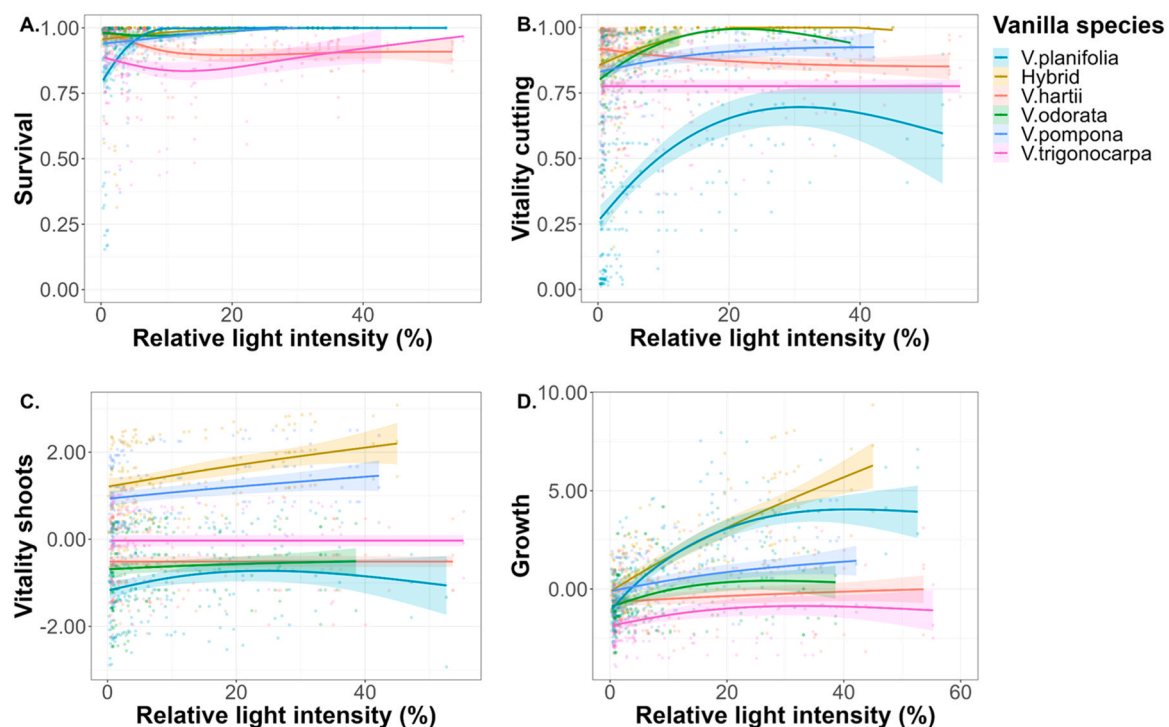 A.
1.00
0.75
0.50
0.25
0.00
Survival
0 20 40
Relative light intensity (%)
B.
1.00
0.75
0.50
0.25
0.00
Vitality cutting
0 20 40
Relative light intensity (%)
Vanilla species
V.planifolia
Hybrid
V.hartii
V.odorata
V.pompona
V.trigonocarpa
C.
2.00
0.00
-2.00
Vitality shoots
0 20 40
Relative light intensity (%)
D.
10.00
5.00
0.00
Growth
0 20 40 60
Relative light intensity (%)